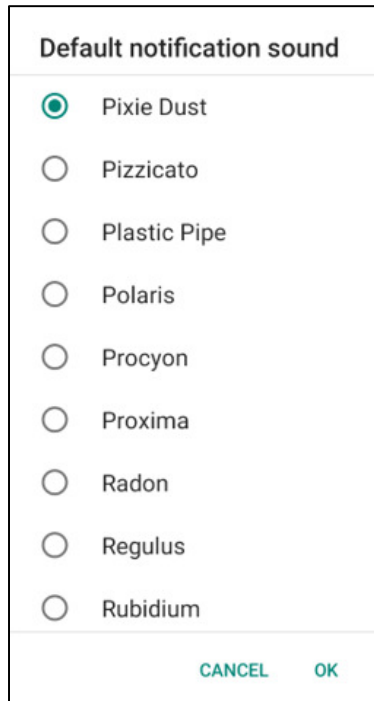 Default notification sound
Pixie Dust
Pizzicato
Plastic Pipe
Polaris
Procyon
Proxima
Radon
Regulus
Rubidium
CANCEL OK